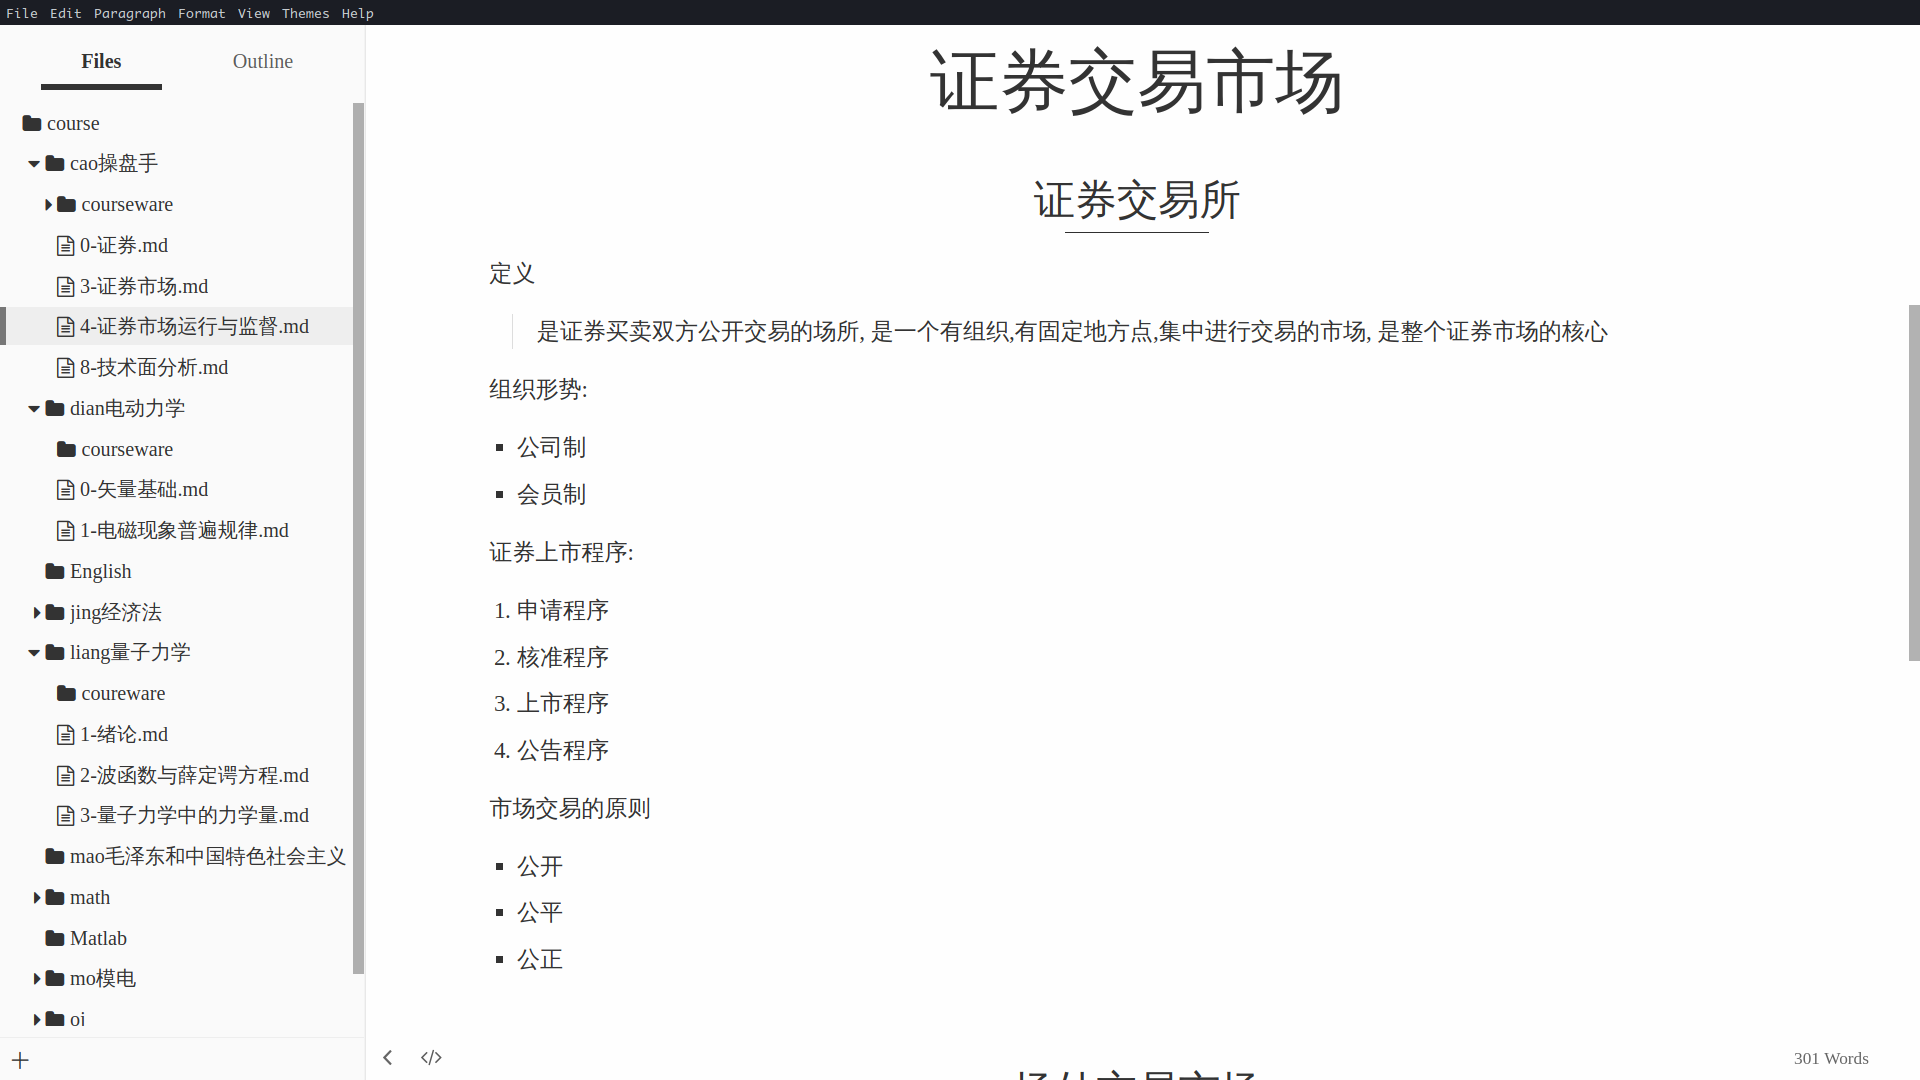 File Edit Paragraph Format View Themes Help
Files Outline
course
cao操盘手
courseware
0-证券.md
3-证券市场.md
4-证券市场运行与监督.md
8-技术面分析.md
dian电动力学
courseware
0-矢量基础.md
1-电磁现象普遍规律.md
English
jing经济法
liang量子力学
coureware
1-绪论.md
2-波函数与薛定谔方程.md
3-量子力学中的力学量.md
mao毛泽东和中国特色社会主义
math
Matlab
mo模电
oj
证券交易市场
证券交易所
定义
是证券买卖双方公开交易的场所, 是一个有组织,有固定地方点,集中进行交易的市场, 是整个证券市场的核心
组织形势:
公司制
会员制
证券上市程序:
1. 申请程序
2. 核准程序
3. 上市程序
4. 公告程序
市场交易的原则
公开
公平
公正
场外交易市场
301 Words